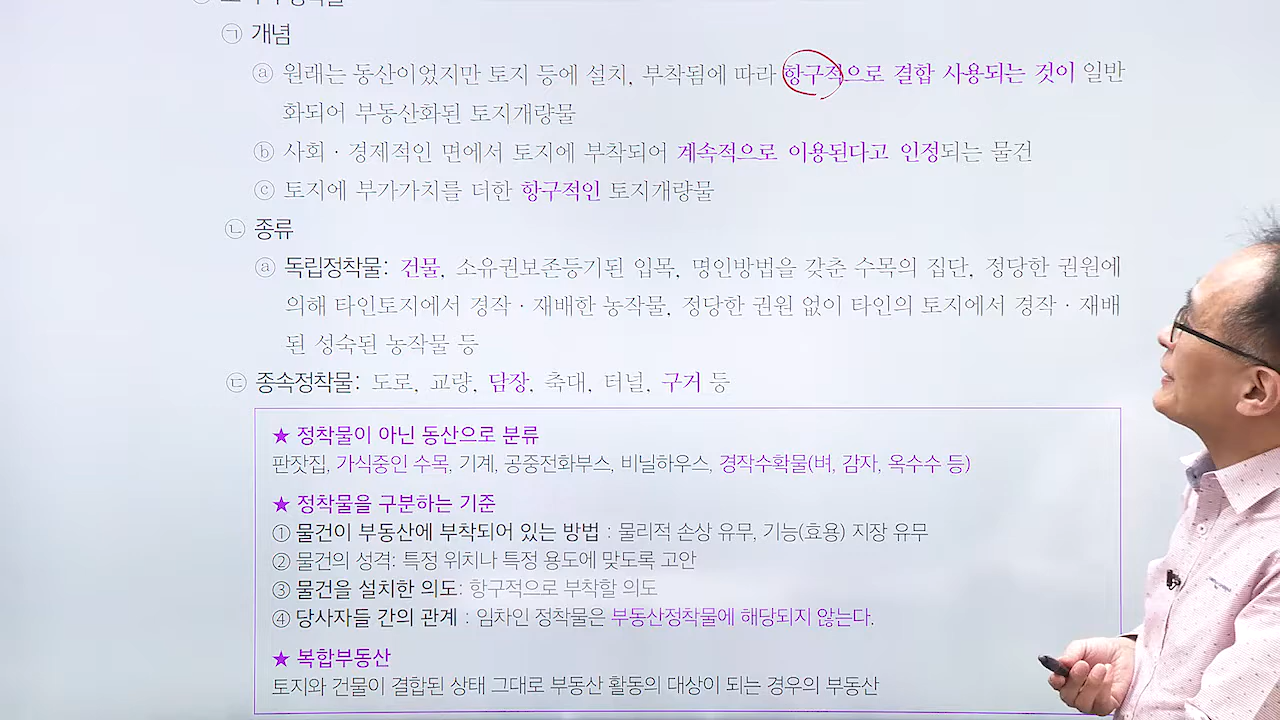 ㉠ 개념
ⓐ 원래는 동산이었지만 토지 등에 설치, 부착됨에 따라 항구적으로 결합 사용되는 것이 일반
화되어 부동산화된 토지개량물
ⓑ 사회 · 경제적인 면에서 토지에 부착되어 계속적으로 이용된다고 인정되는 물건
ⓒ 토지에 부가가치를 더한 항구적인 토지개량물
㉡ 종류
ⓐ 독립정착물: 건물, 소유권보존등기된 입목, 명인방법을 갖춘 수목의 집단, 정당한 권원에
의해 타인토지에서 경작 · 재배한 농작물, 정당한 권원 없이 타인의 토지에서 경작 · 재배
된 성숙된 농작물 등
㉢ 종속정착물: 도로, 교량, 담장, 축대, 터널, 구거 등
★ 정착물이 아닌 동산으로 분류
판잣집, 가식중인 수목, 기계, 공중전화부스, 비닐하우스, 경작수확물(벼, 감자, 옥수수 등)
★ 정착물을 구분하는 기준
① 물건이 부동산에 부착되어 있는 방법 : 물리적 손상 유무, 기능(효용) 지장 유무
② 물건의 성격: 특정 위치나 특정 용도에 맞도록 고안
③ 물건을 설치한 의도: 항구적으로 부착할 의도
④ 당사자들 간의 관계 : 임차인 정착물은 부동산정착물에 해당되지 않는다.
★ 복합부동산
토지와 건물이 결합된 상태 그대로 부동산 활동의 대상이 되는 경우의 부동산